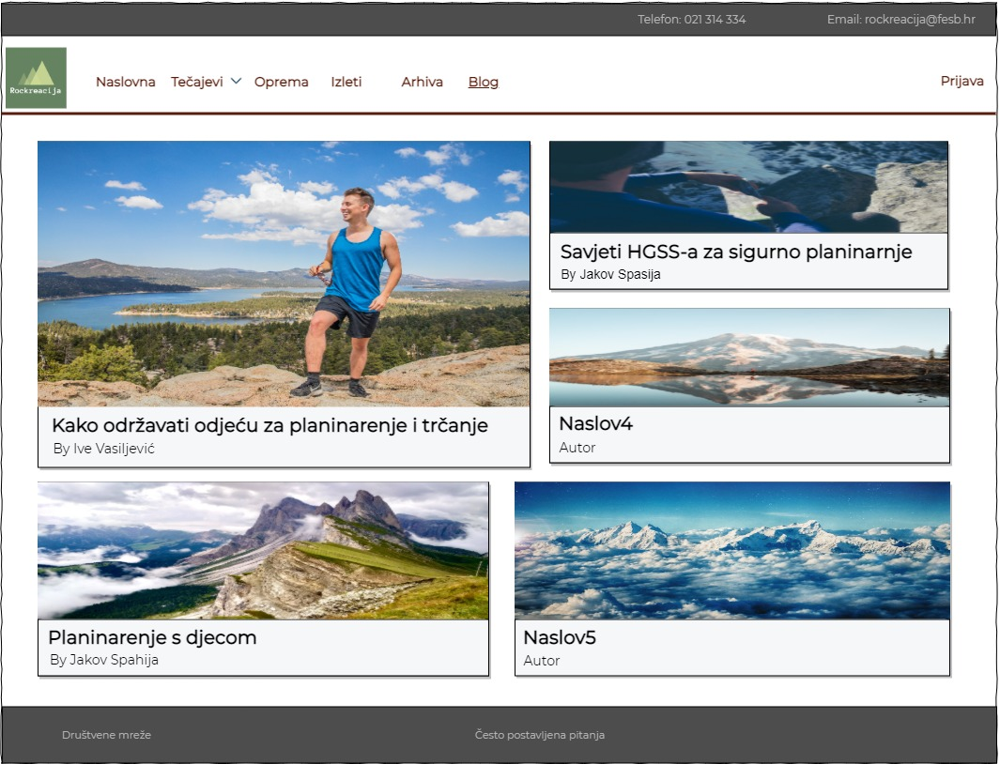 Telefon: 021 314 334
Email: rockreacija@fesb.hr
Rockreacija
Naslovna Tečajevi Oprema Izleti Arhiva Blog
Prijava
Kako održavati odjeću za planinarenje i trčanje
By Ive Vasiljević
Savjeti HGSS-a za sigurno planinarnje
By Jakov Spasija
Naslov4
Autor
Planinarenje s djecom
By Jakov Spahija
Naslov5
Autor
Društvene mreže
Često postavljena pitanja